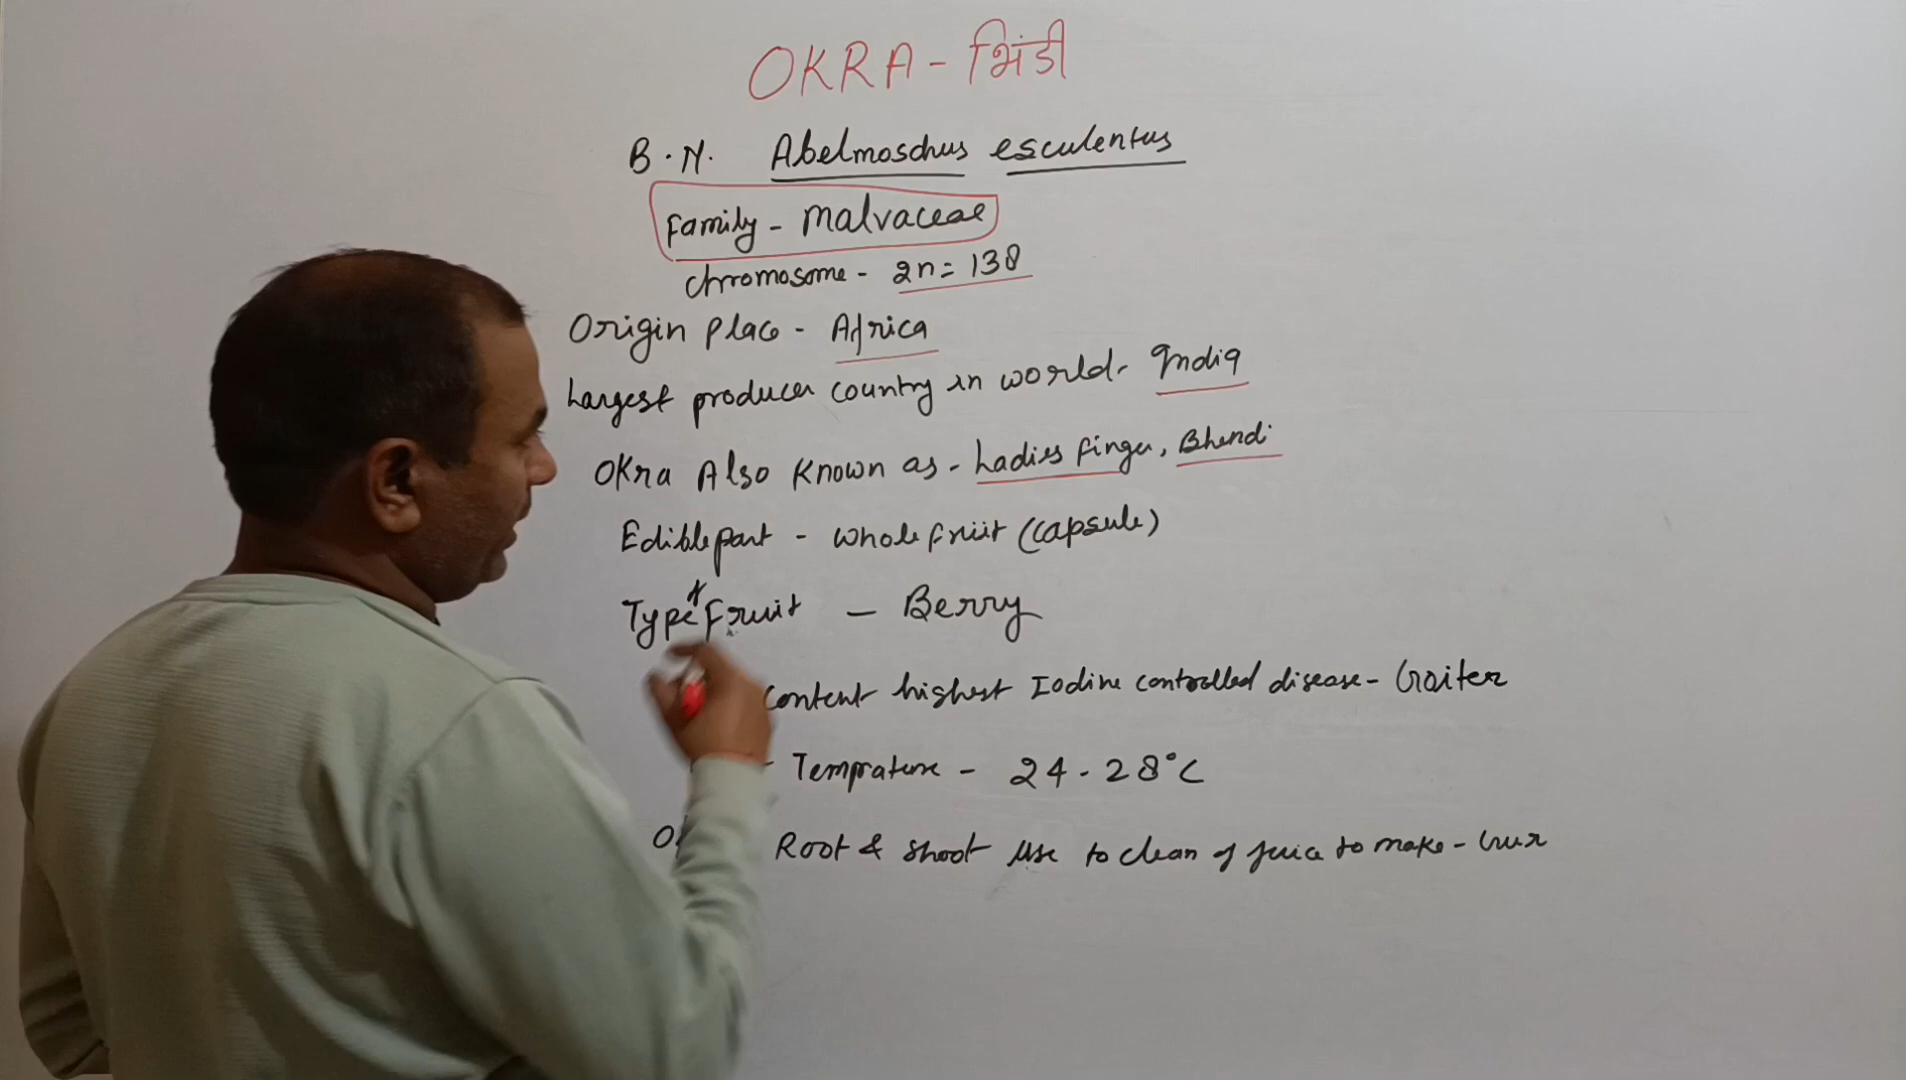 OKRA - भिंडी
B.N. Abelmoschus esculentus
Family - Malvaceae
chromosome - 2n = 138
Origin place - Africa
Largest producer country in world - India
Okra Also Known as - Ladies finger, Bhendi
Edible part - whole fruit (capsule)
Type of Fruit - Berry
content highest Iodine controlled disease - Goiter
Temprature - 24-28°C
Root & shoot use to clean of juice to make - Gur